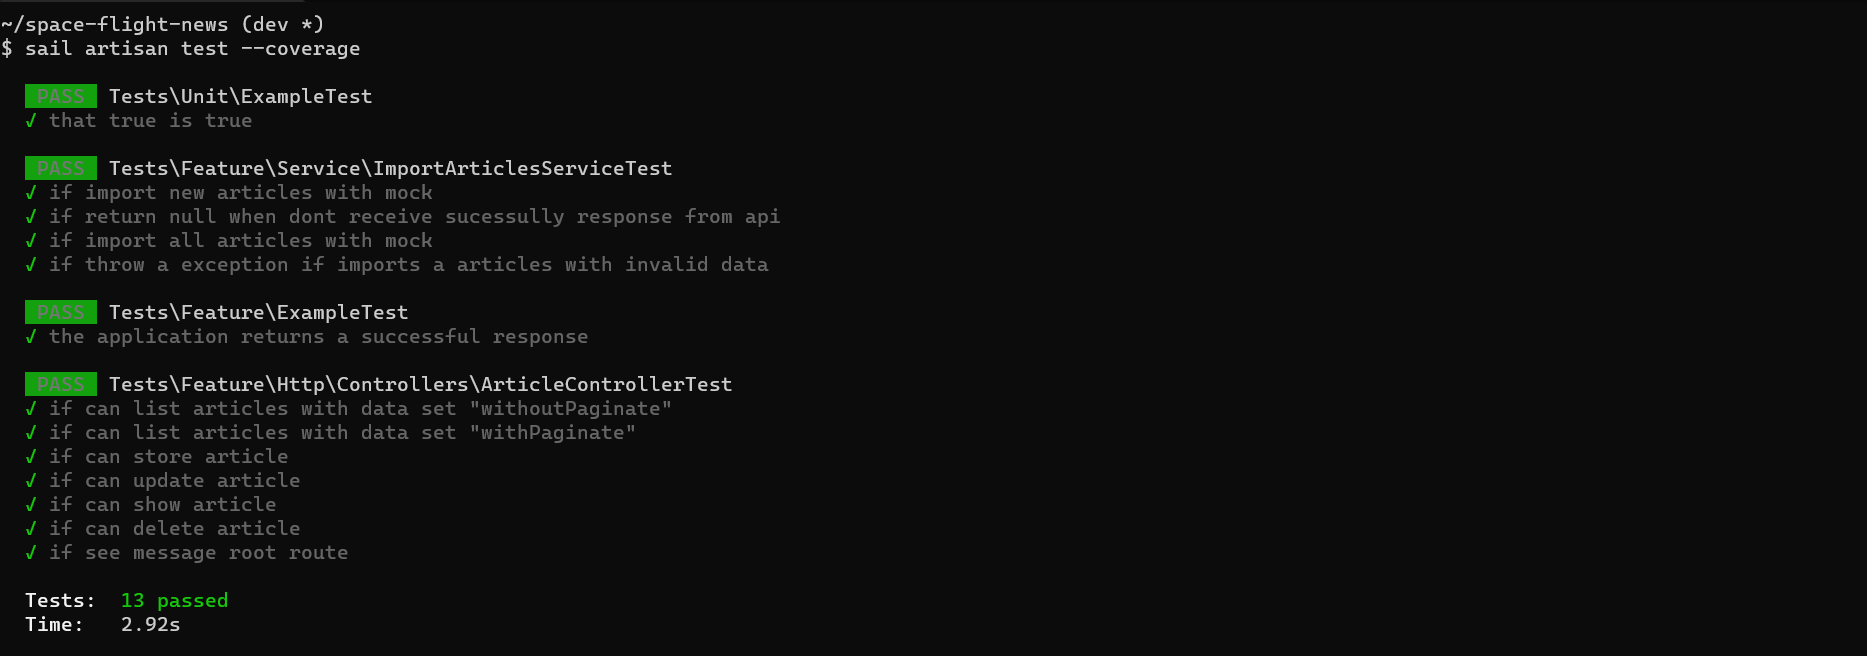 ~/space-flight-news (dev *)
$ sail artisan test --coverage
PASS Tests\Unit\ExampleTest
✓ that true is true
PASS Tests\Feature\Service\ImportArticlesServiceTest
✓ if import new articles with mock
✓ if return null when dont receive sucessully response from api
✓ if import all articles with mock
✓ if throw a exception if imports a articles with invalid data
PASS Tests\Feature\ExampleTest
✓ the application returns a successful response
PASS Tests\Feature\Http\Controllers\ArticleControllerTest
✓ if can list articles with data set "withoutPaginate"
✓ if can list articles with data set "withPaginate"
✓ if can store article
✓ if can update article
✓ if can show article
✓ if can delete article
✓ if see message root route
Tests: 13 passed
Time: 2.92s